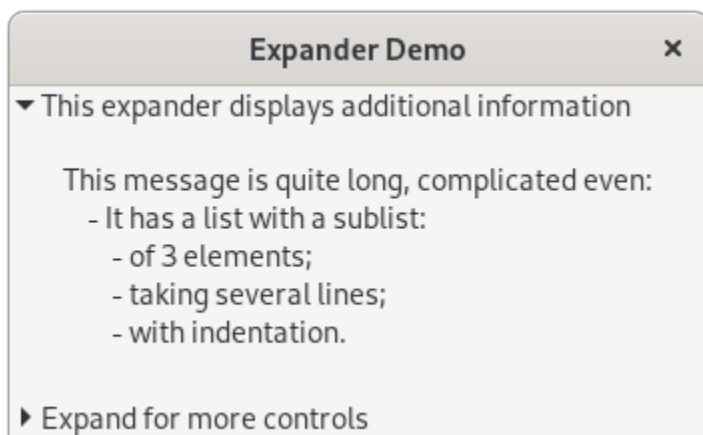 Expander Demo
This expander displays additional information
This message is quite long, complicated even:
- It has a list with a sublist:
- of 3 elements;
- taking several lines;
- with indentation.
Expand for more controls